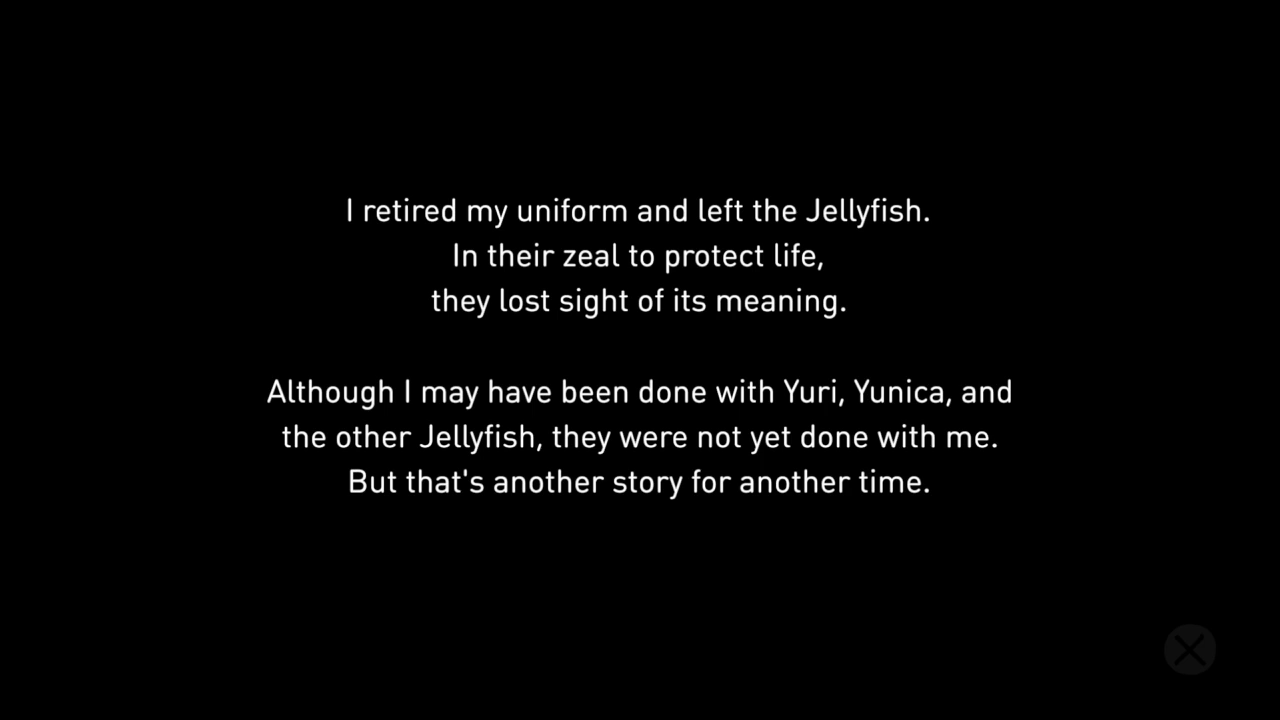 I retired my uniform and left the Jellyfish.
In their zeal to protect life,
they lost sight of its meaning.
Although I may have been done with Yuri, Yunica, and
the other Jellyfish, they were not yet done with me.
But that's another story for another time.